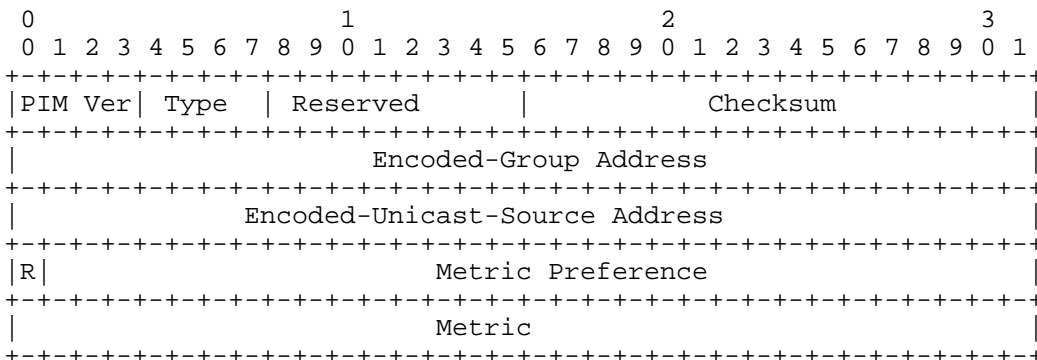 0                   1                   2                   3
0 1 2 3 4 5 6 7 8 9 0 1 2 3 4 5 6 7 8 9 0 1 2 3 4 5 6 7 8 9 0 1
+-+-+-+-+-+-+-+-+-+-+-+-+-+-+-+-+-+-+-+-+-+-+-+-+-+-+-+-+-+-+-+-+
|PIM Ver| Type  | Reserved      |           Checksum            |
+-+-+-+-+-+-+-+-+-+-+-+-+-+-+-+-+-+-+-+-+-+-+-+-+-+-+-+-+-+-+-+-+
|                      Encoded-Group Address                    |
+-+-+-+-+-+-+-+-+-+-+-+-+-+-+-+-+-+-+-+-+-+-+-+-+-+-+-+-+-+-+-+-+
|              Encoded-Unicast-Source Address                   |
+-+-+-+-+-+-+-+-+-+-+-+-+-+-+-+-+-+-+-+-+-+-+-+-+-+-+-+-+-+-+-+-+
|R|                        Metric Preference                    |
+-+-+-+-+-+-+-+-+-+-+-+-+-+-+-+-+-+-+-+-+-+-+-+-+-+-+-+-+-+-+-+-+
|                          Metric                               |
+-+-+-+-+-+-+-+-+-+-+-+-+-+-+-+-+-+-+-+-+-+-+-+-+-+-+-+-+-+-+-+-+